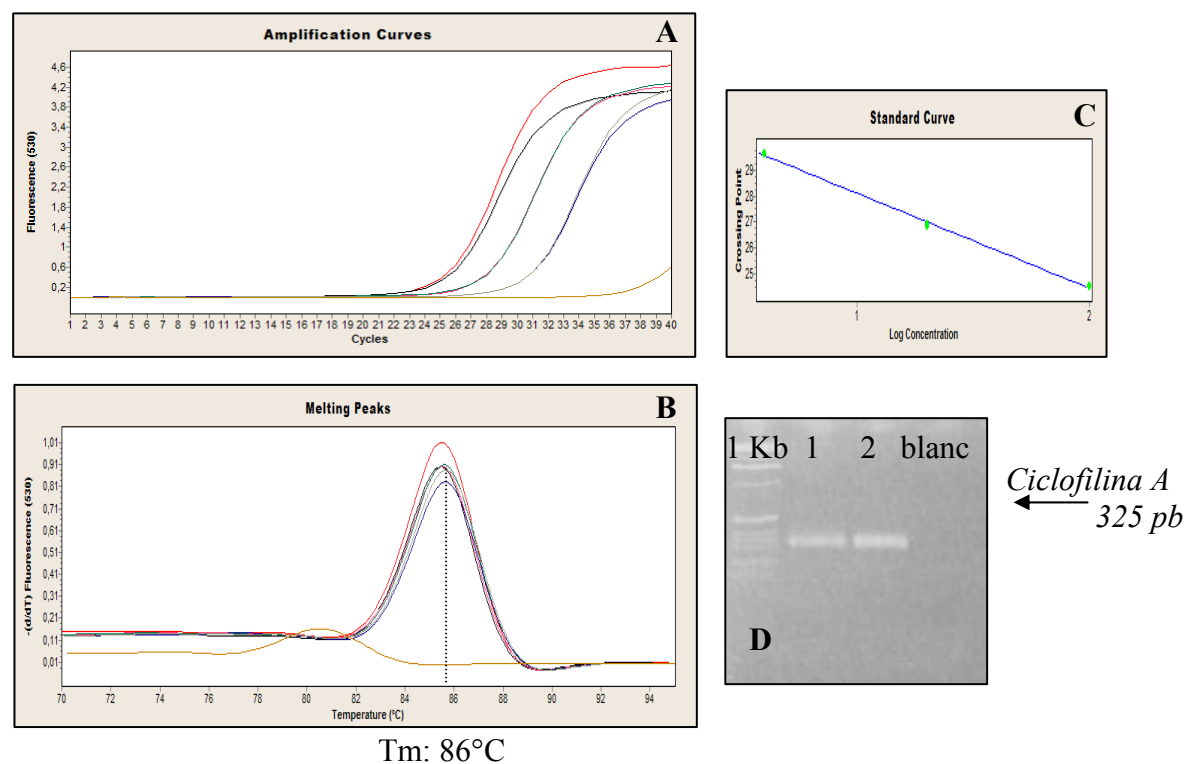 Amplification Curves
A
Fluorescence (530)
4,6
4,2
3,8
3,4
3
2,6
2,2
1,8
1,4
1
0,6
0,2
1 2 3 4 5 6 7 8 9 10 11 12 13 14 15 16 17 18 19 20 21 22 23 24 25 26 27 28 29 30 31 32 33 34 35 36 37 38 39 40
Cycles
Standard Curve
C
Crossing Point
29
28
27
26
25
1 2
Log Concentration
Melting Peaks
B
-(d/dT) Fluorescence (530)
1,01
0,91
0,81
0,71
0,61
0,51
0,41
0,31
0,21
0,11
0,01
70 72 74 76 78 80 82 84 86 88 90 92 94
Temperature (ºC)
Tm: 86°C
1 Kb 1 2 blanc
D
Ciclofilina A
325 pb